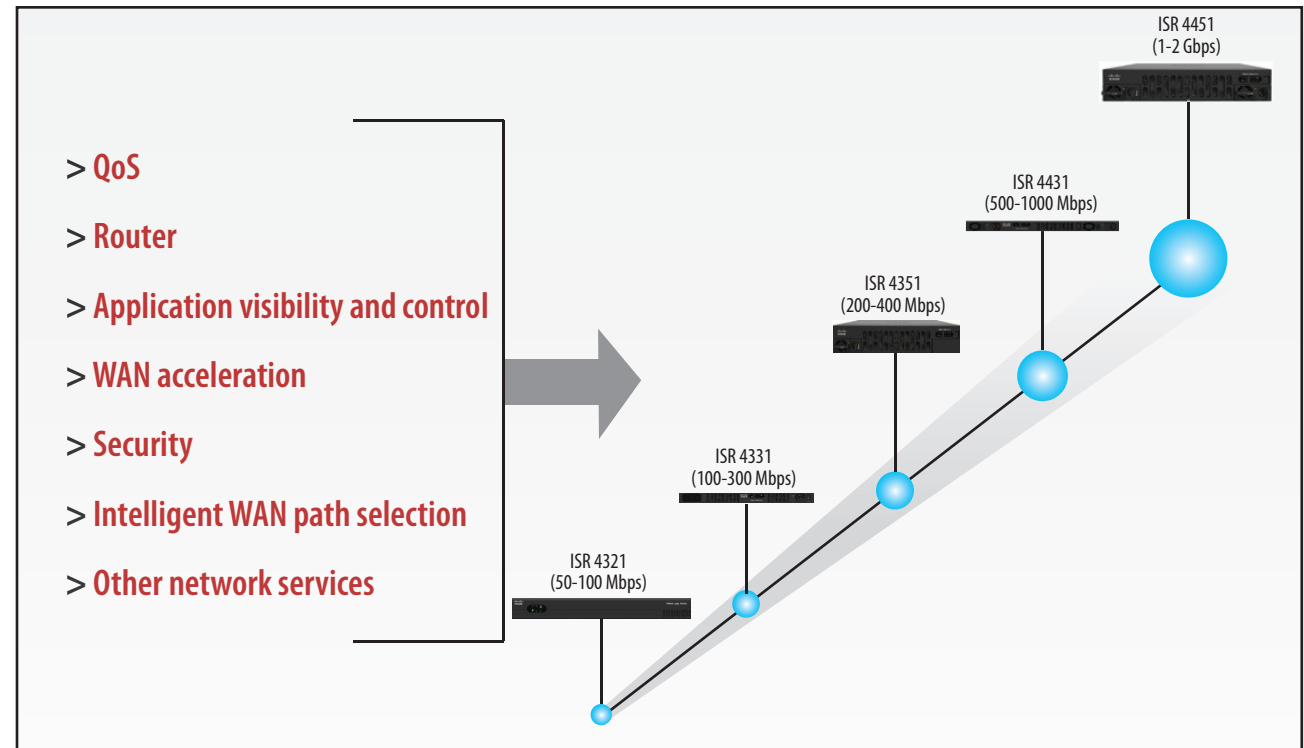 > QoS
> Router
> Application visibility and control
> WAN acceleration
> Security
> Intelligent WAN path selection
> Other network services
ISR 4321
(50-100 Mbps)
ISR 4331
(100-300 Mbps)
ISR 4351
(200-400 Mbps)
ISR 4431
(500-1000 Mbps)
ISR 4451
(1-2 Gbps)